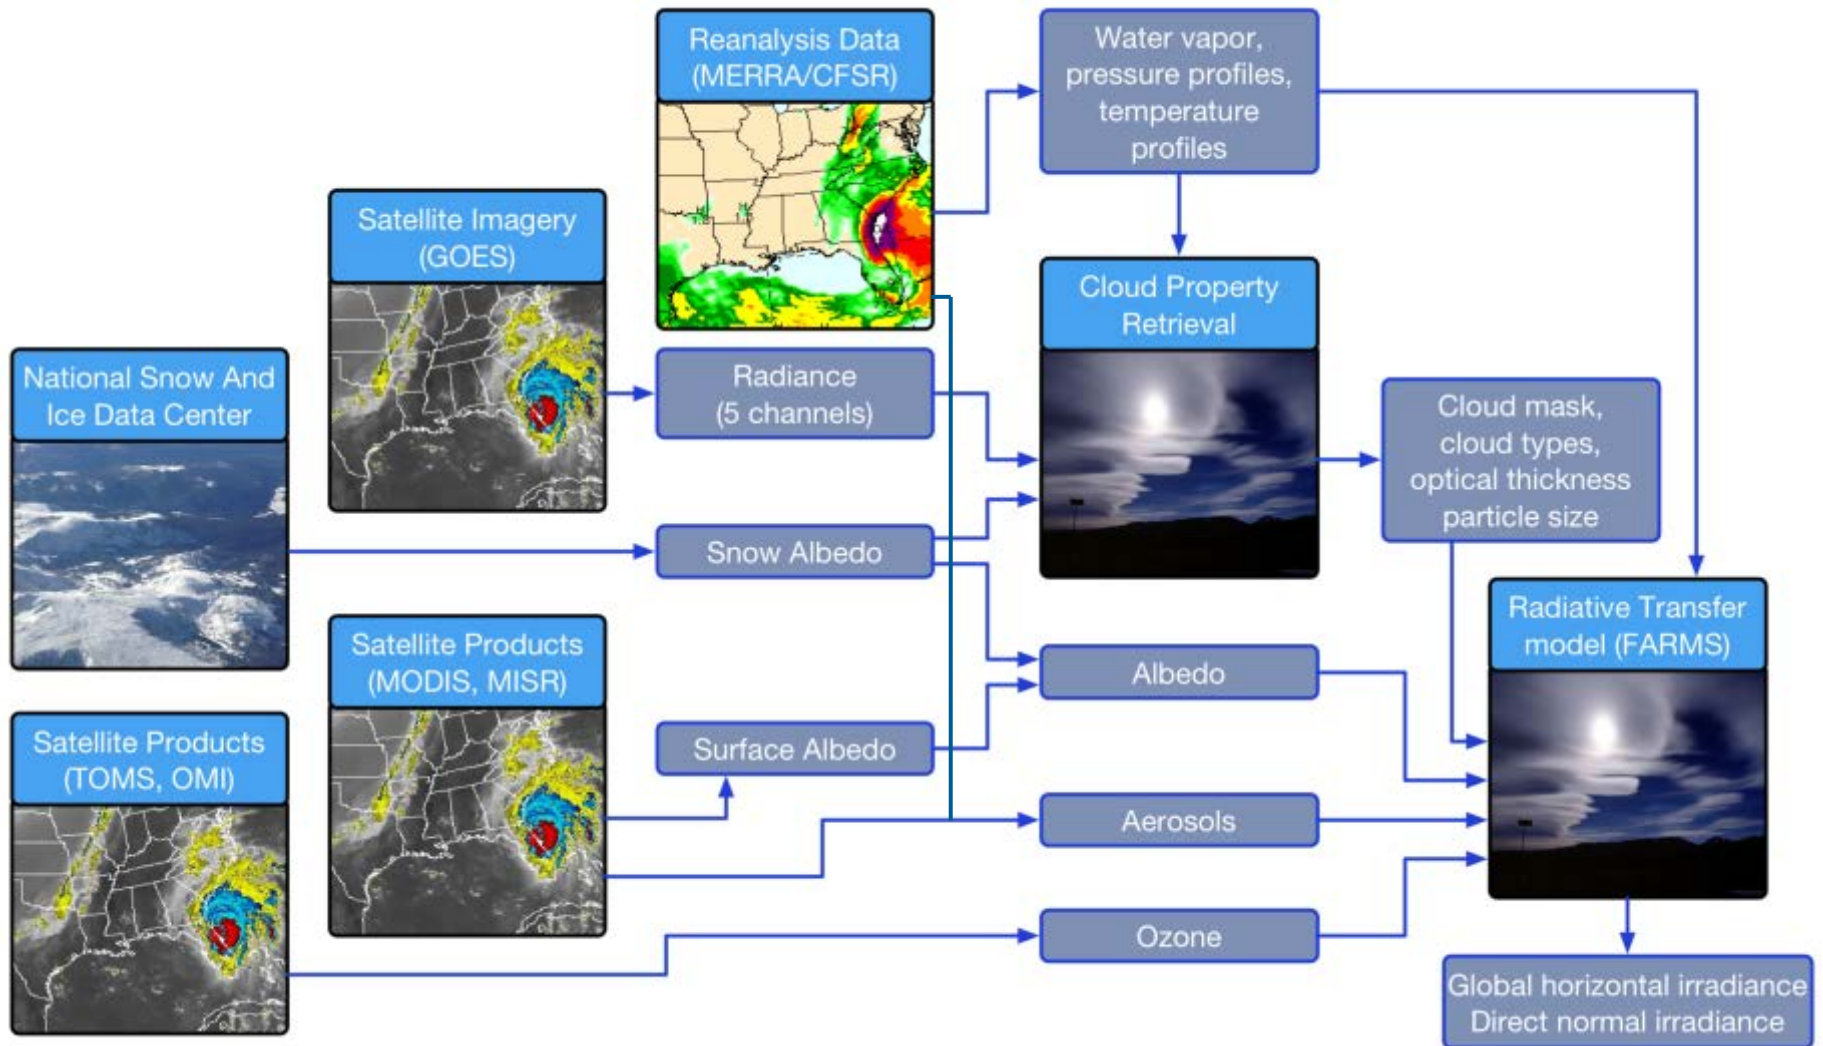 Reanalysis Data
(MERRA/CFSR)
Water vapor,
pressure profiles,
temperature
profiles
Satellite Imagery
(GOES)
Cloud Property
Retrieval
National Snow And
Ice Data Center
Radiance
(5 channels)
Cloud mask,
cloud types,
optical thickness
particle size
Snow Albedo
Radiative Transfer
model (FARMS)
Satellite Products
(MODIS, MISR)
Albedo
Satellite Products
(TOMS, OMI)
Surface Albedo
Aerosols
Ozone
Global horizontal irradiance
Direct normal irradiance